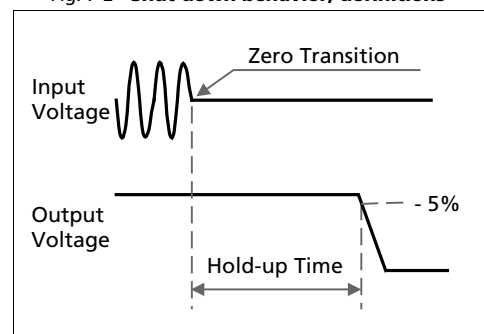 Zero Transition
Input
Voltage
- 5%
Output
Voltage
Hold-up Time